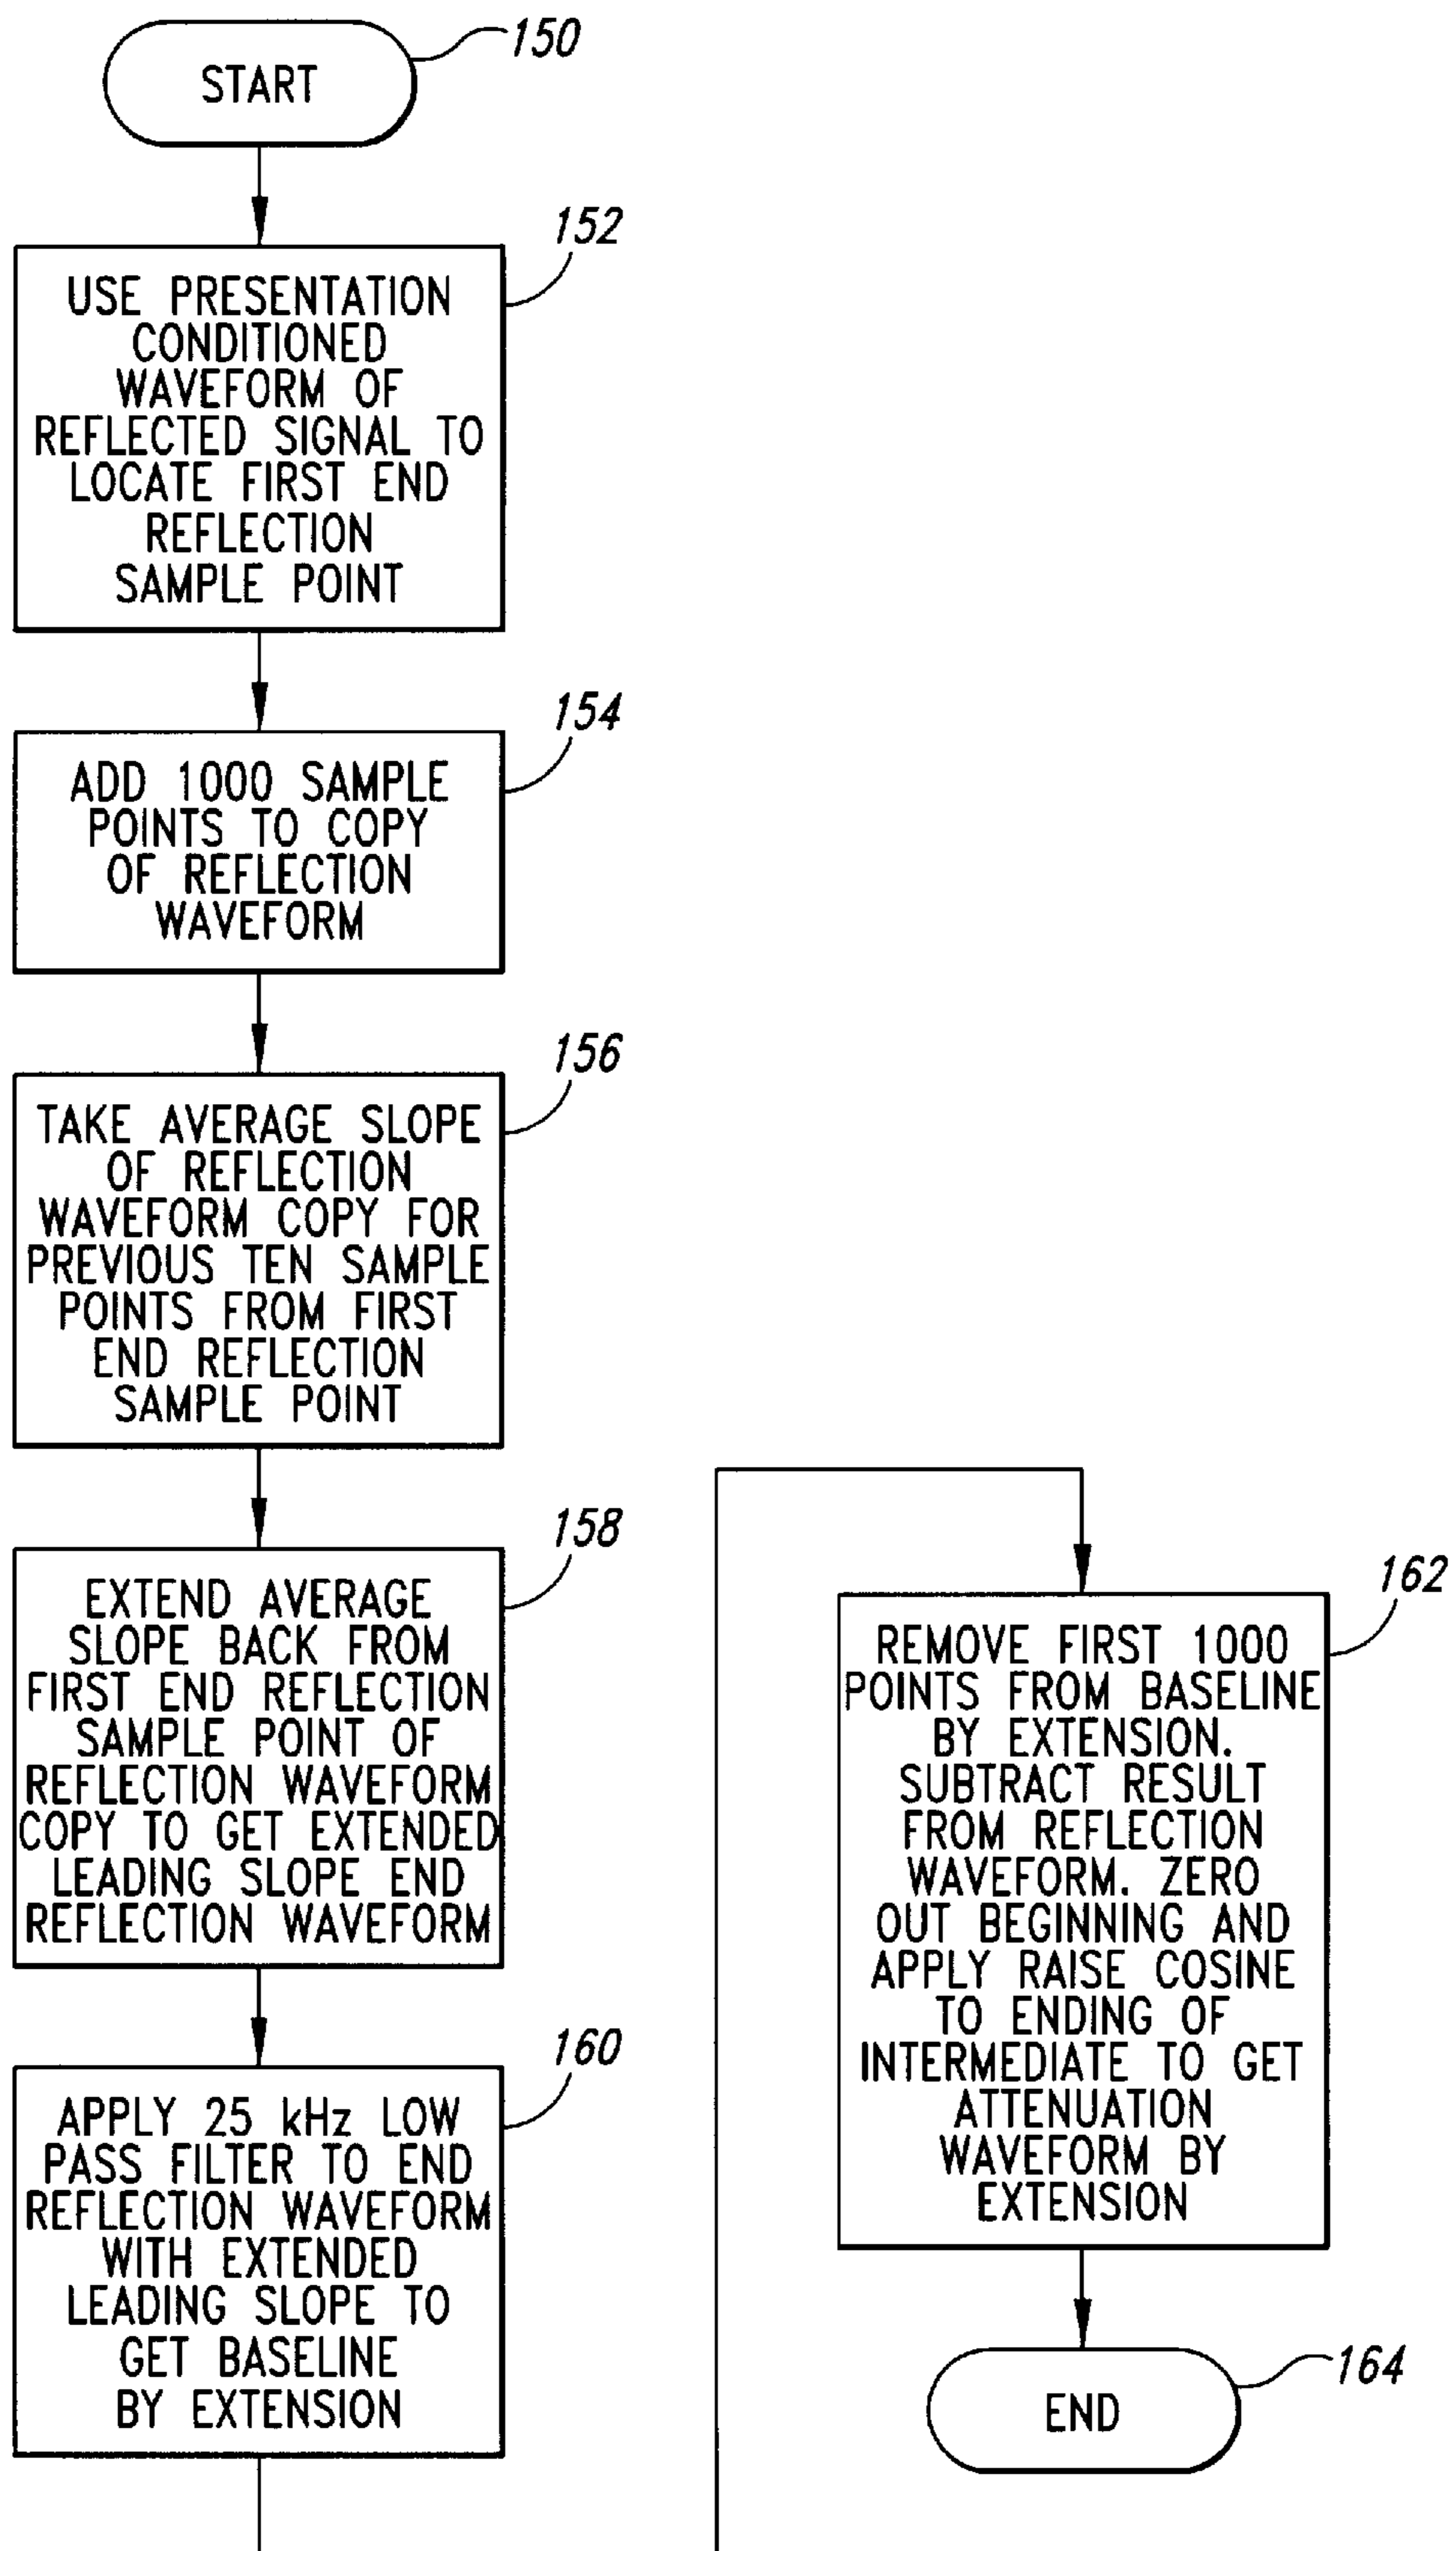 150
START
152
USE PRESENTATION
CONDITIONED
WAVEFORM OF
REFLECTED SIGNAL TO
LOCATE FIRST END
REFLECTION
SAMPLE POINT
154
ADD 1000 SAMPLE
POINTS TO COPY
OF REFLECTION
WAVEFORM
156
TAKE AVERAGE SLOPE
OF REFLECTION
WAVEFORM COPY FOR
PREVIOUS TEN SAMPLE
POINTS FROM FIRST
END REFLECTION
SAMPLE POINT
158
EXTEND AVERAGE
SLOPE BACK FROM
FIRST END REFLECTION
SAMPLE POINT OF
REFLECTION WAVEFORM
COPY TO GET EXTENDED
LEADING SLOPE END
REFLECTION WAVEFORM
160
APPLY 25 kHz LOW
PASS FILTER TO END
REFLECTION WAVEFORM
WITH EXTENDED
LEADING SLOPE TO
GET BASELINE
BY EXTENSION
162
REMOVE FIRST 1000
POINTS FROM BASELINE
BY EXTENSION.
SUBTRACT RESULT
FROM REFLECTION
WAVEFORM. ZERO
OUT BEGINNING AND
APPLY RAISE COSINE
TO ENDING OF
INTERMEDIATE TO GET
ATTENUATION
WAVEFORM BY
EXTENSION
164
END